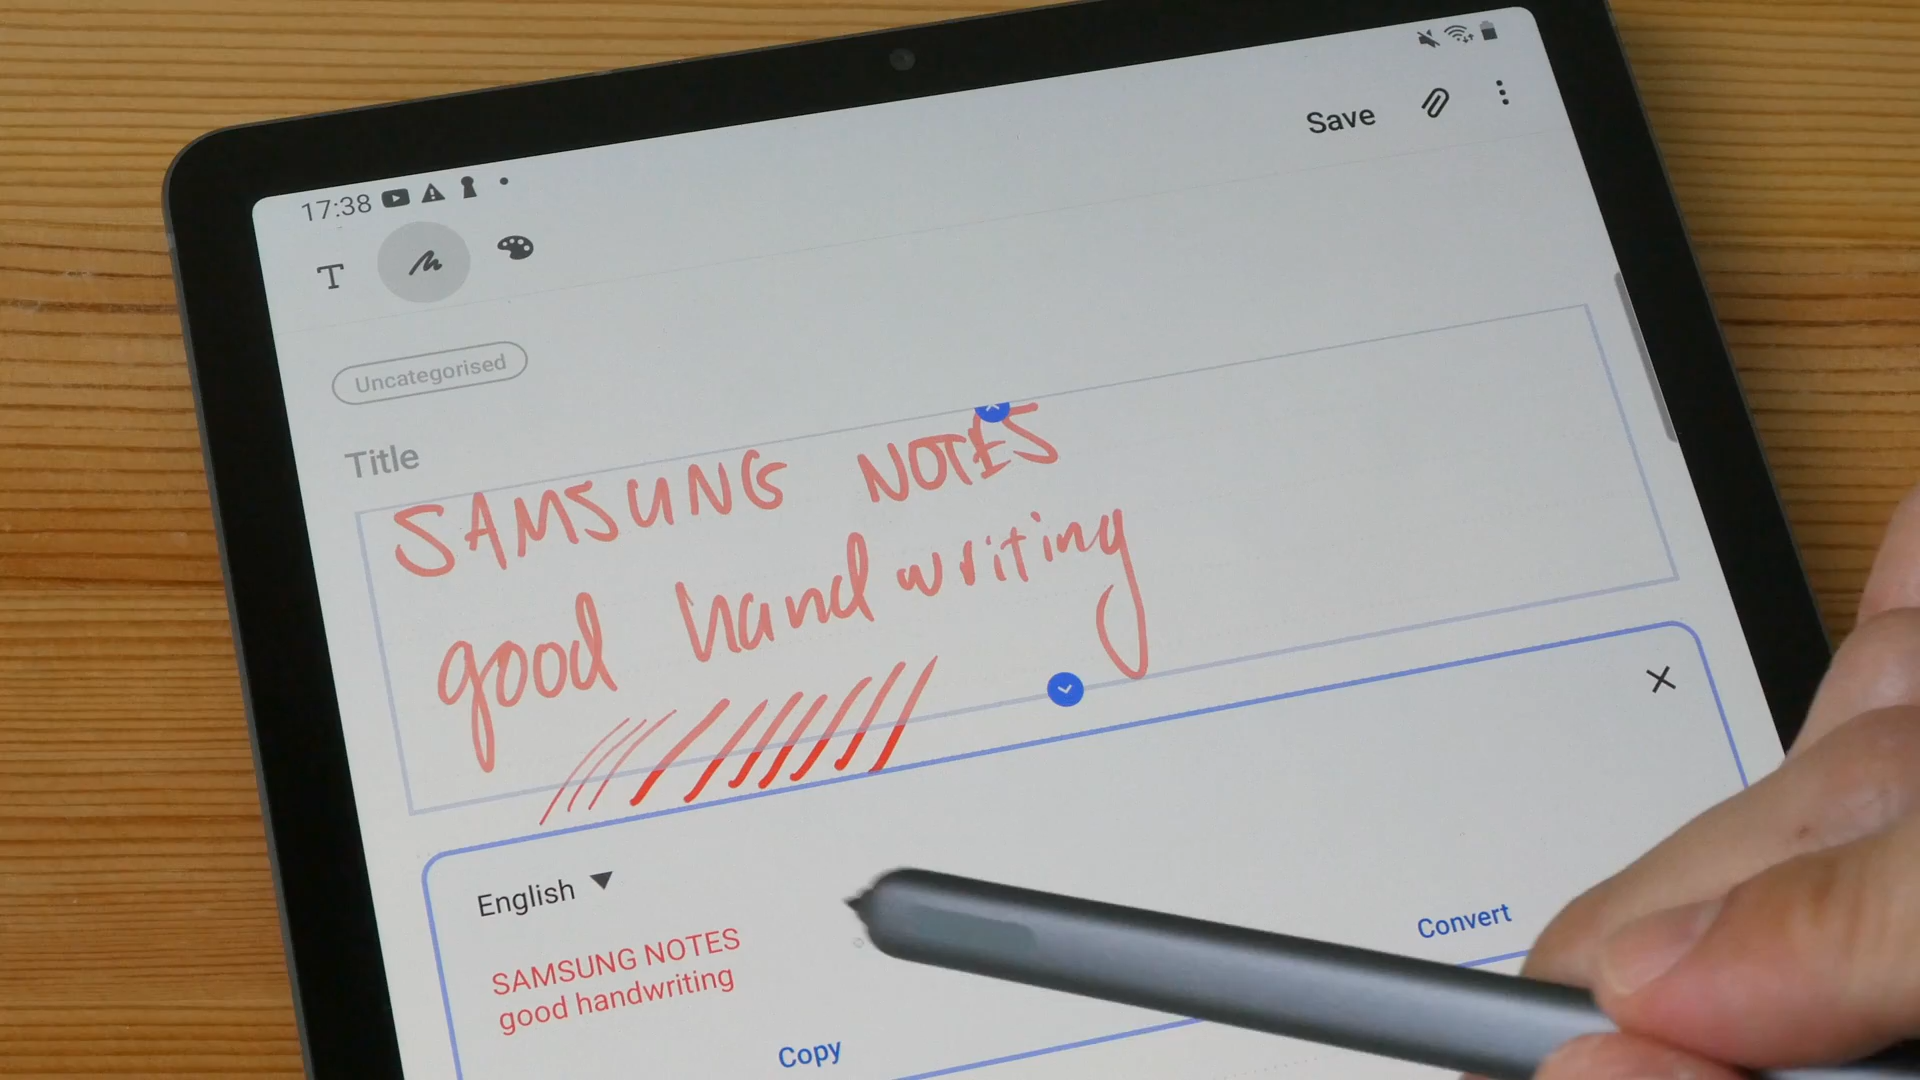 17:38
Save
T
Uncategorised
Title
SAMSUNG NOTES
good handwriting
English
SAMSUNG NOTES
good handwriting
Convert
Copy